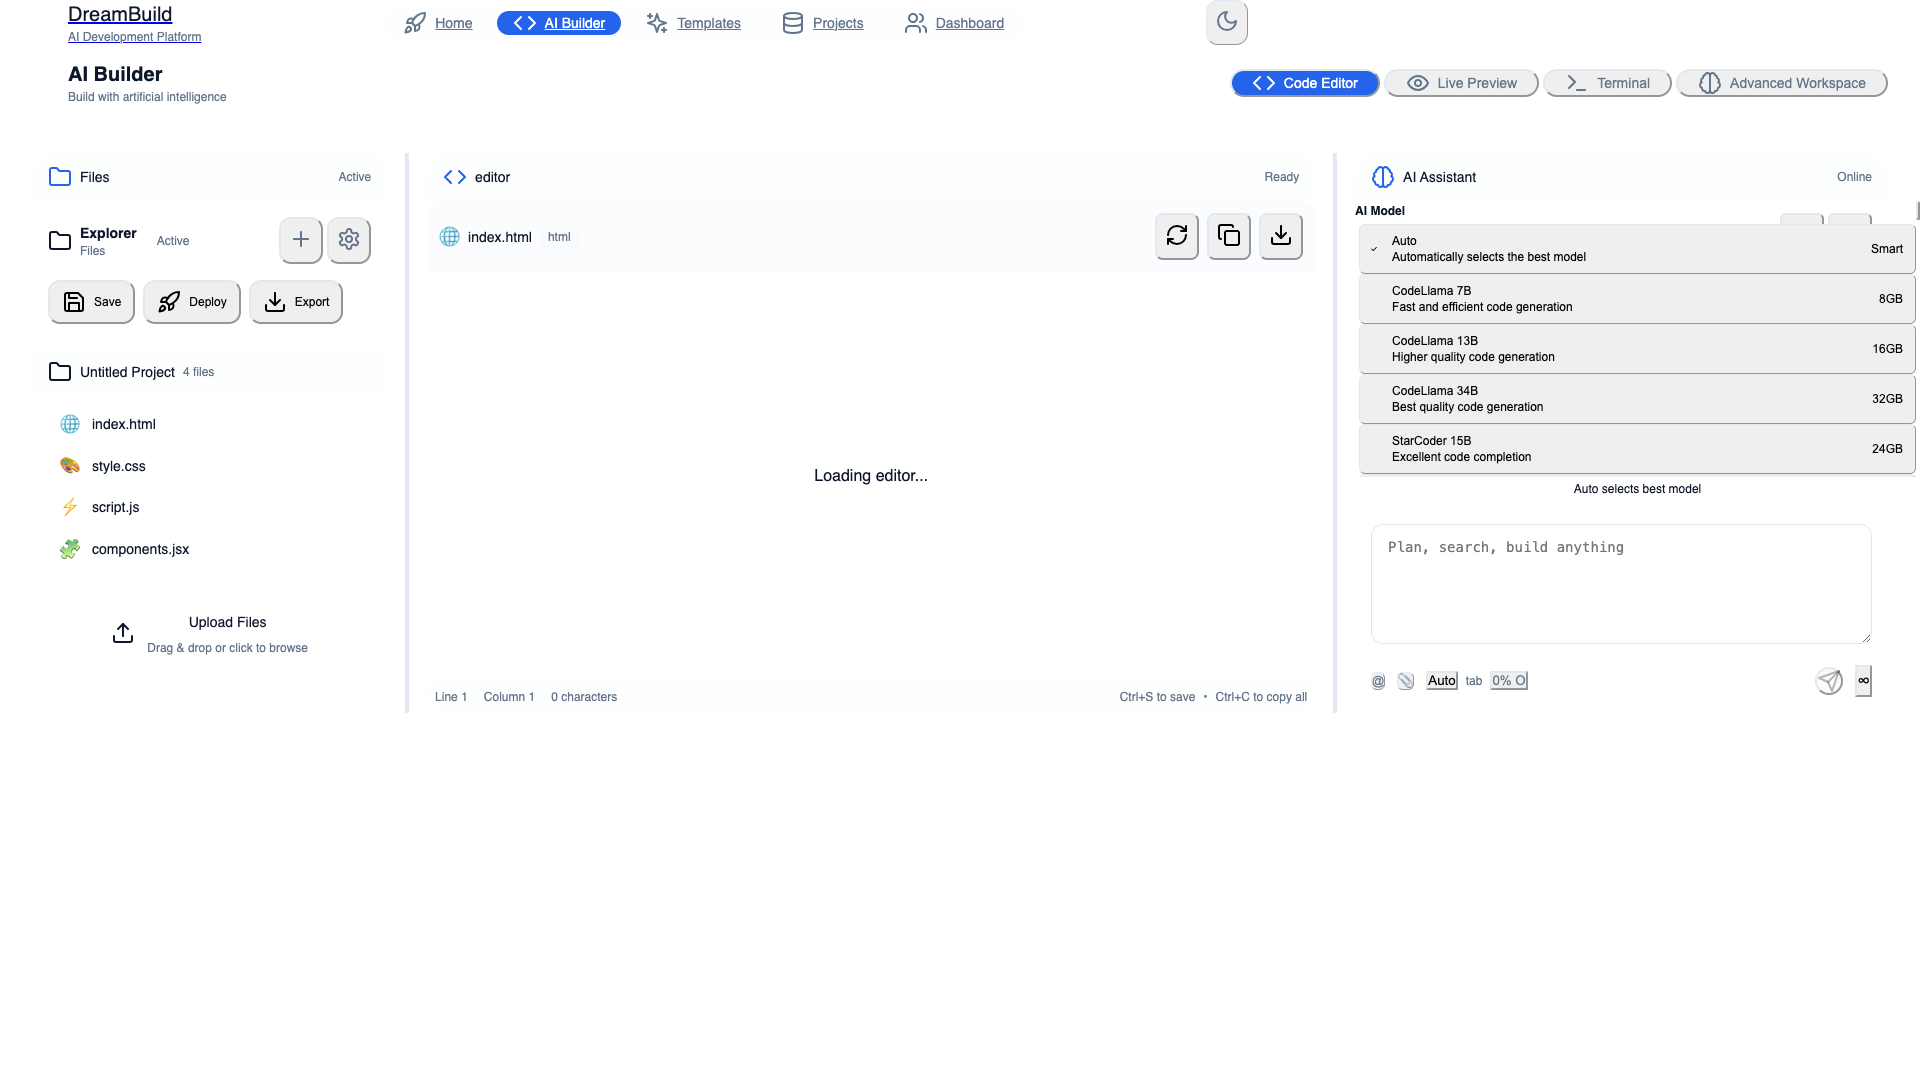 DreamBuild
AI Development Platform
Home
AI Builder
Templates
Projects
Dashboard
AI Builder
Build with artificial intelligence
Code Editor
Live Preview
Terminal
Advanced Workspace
Files
Active
Explorer
Files
Active
Save
Deploy
Export
Untitled Project 4 files
index.html
style.css
script.js
components.jsx
Upload Files
Drag & drop or click to browse
editor
Ready
index.html html
Loading editor...
Line 1 Column 1 0 characters
Ctrl+S to save • Ctrl+C to copy all
AI Assistant
Online
AI Model
✓ Auto
Automatically selects the best model
Smart
CodeLlama 7B
Fast and efficient code generation
8GB
CodeLlama 13B
Higher quality code generation
16GB
CodeLlama 34B
Best quality code generation
32GB
StarCoder 15B
Excellent code completion
24GB
Auto selects best model
Plan, search, build anything
@ Auto tab 0% O ∞